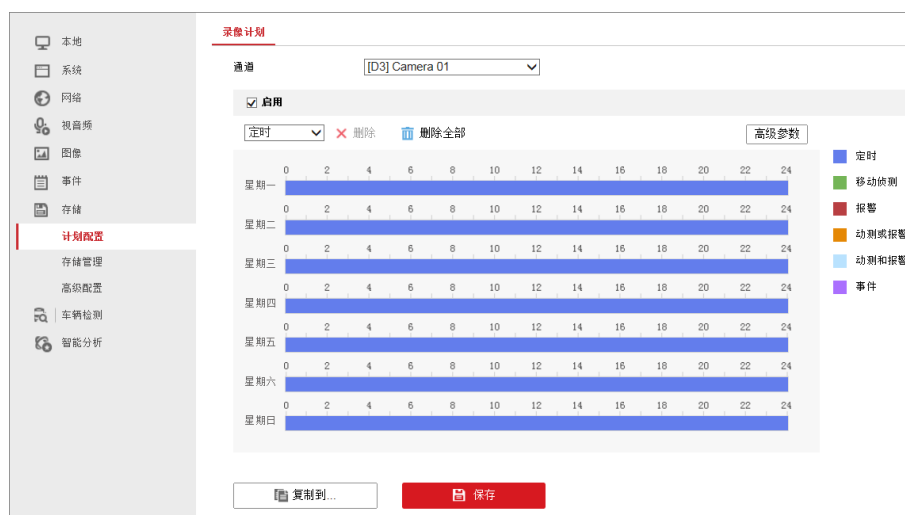 本地
系统
网络
视音频
图像
事件
存储
计划配置
存储管理
高级配置
车辆检测
智能分析
录像计划
通道 [D3] Camera 01
启用
定时 删除 删除全部 高级参数
0 2 4 6 8 10 12 14 16 18 20 22 24
星期一
0 2 4 6 8 10 12 14 16 18 20 22 24
星期二
0 2 4 6 8 10 12 14 16 18 20 22 24
星期三
0 2 4 6 8 10 12 14 16 18 20 22 24
星期四
0 2 4 6 8 10 12 14 16 18 20 22 24
星期五
0 2 4 6 8 10 12 14 16 18 20 22 24
星期六
0 2 4 6 8 10 12 14 16 18 20 22 24
星期日
定时
移动侦测
报警
动测或报警
动测和报警
事件
复制到... 保存